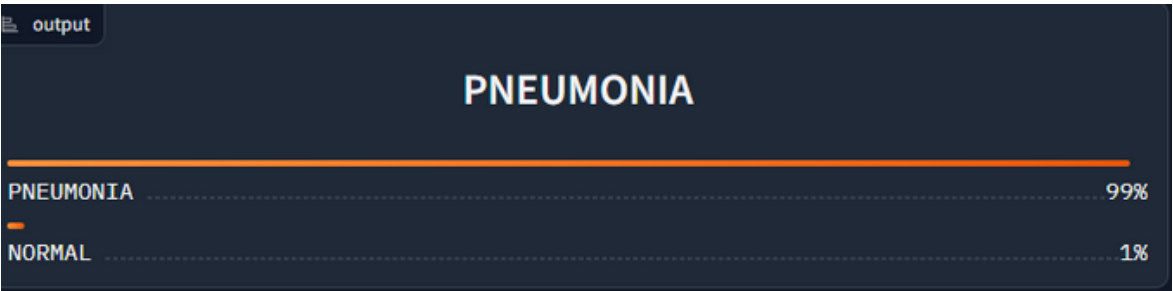 output
PNEUMONIA
PNEUMONIA 99%
NORMAL 1%